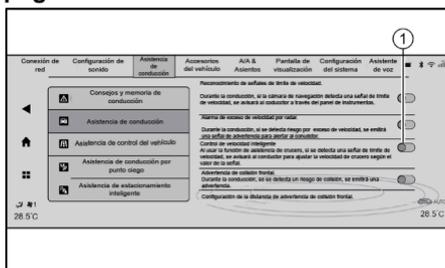 1
Conexión de
red
Configuración de
sonido
Asistencia
de
conducción
Accesorios
del vehículo
A/A &
Asientos
Pantalla de
visualización
Configuración
del sistema
Asistente
de voz
Consejos y memoria de
conducción
Asistencia de conducción
Asistencia de control del vehículo
Asistencia de conducción por
punto ciego
Asistencia de estacionamiento
inteligente
Reconocimiento de señales de límite de velocidad.
Durante la conducción, si la cámara de navegación detecta una señal de límite
de velocidad, se avisará al conductor a través del panel de instrumentos.
Alarma de exceso de velocidad por radar.
Durante la conducción, si se detecta riesgo por exceso de velocidad, se emitirá
una señal de advertencia para alertar al conductor.
Control de velocidad inteligente
Al usar la función de asistencia de crucero, si se detecta una señal de límite de
velocidad, se avisará al conductor para ajustar la velocidad de crucero según el
valor de la señal.
Advertencia de colisión frontal.
Durante la conducción, si se detecta un riesgo de colisión, se emitirá una
advertencia.
Configuración de la distancia de advertencia de colisión frontal.
1
28.5°C
AUTO
28.5°C